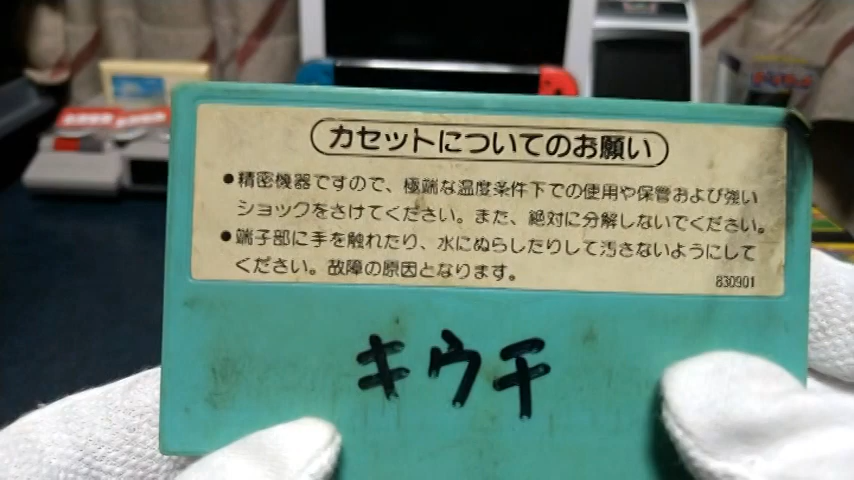 カセットについてのお願い
●精密機器ですので、極端な温度条件下での使用や保管および強い
ショックをさけてください。また、絶対に分解しないでください。
●端子部に手を触れたり、水にぬらしたりして汚さないようにして
ください。故障の原因となります。
830901
キウチ